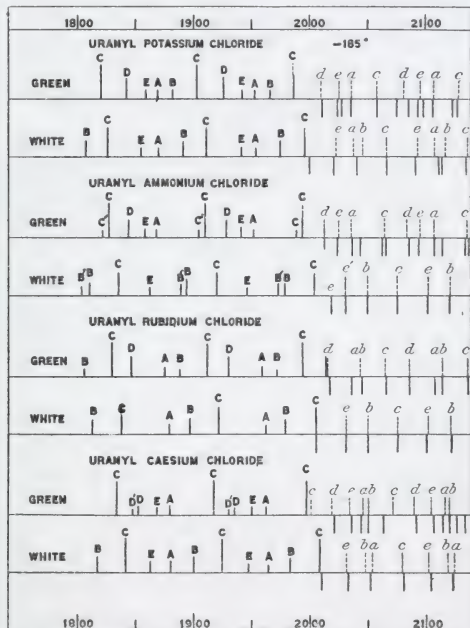 18|00 19|00 20|00 21|00
URANYL POTASSIUM CHLORIDE −185°
C C C
GREEN D E A B D E A B d e a c d e a c
C C C
WHITE B E A B E A B e a b c e a b c
URANYL AMMONIUM CHLORIDE
C C C
GREEN C' D E A C' D E A C' d e a c d e a c
C C C
WHITE B' B E B' B E B' B e c' b c e b
URANYL RUBIDIUM CHLORIDE
C C C
GREEN B D A B D A B d a b c d a b c
C C C
WHITE B A B A B e b c e b
URANYL CAESIUM CHLORIDE
C C C
GREEN D' D E A D' D E A c d e a b c d e a b
C C C
WHITE B E A B E A B e b a c e b a
18|00 19|00 20|00 21|00